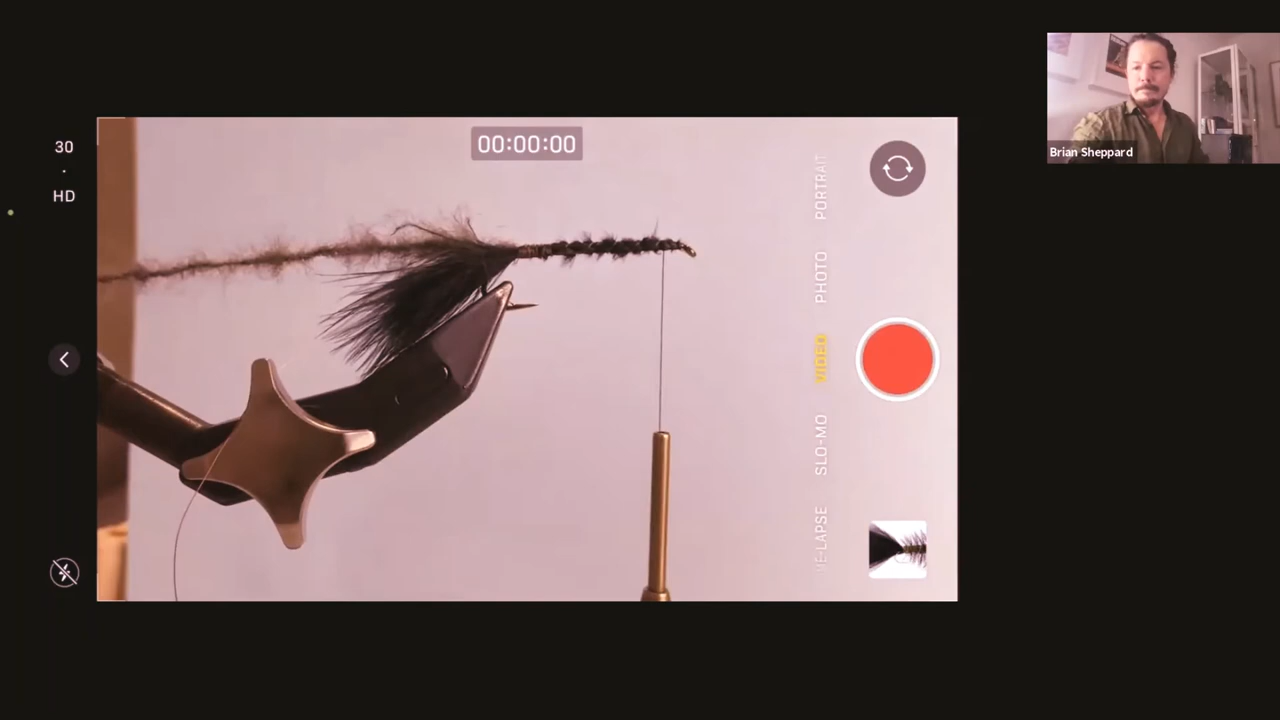 30
HD
00:00:00
PORTRAIT
PHOTO
VIDEO
SLO-MO
Brian Sheppard